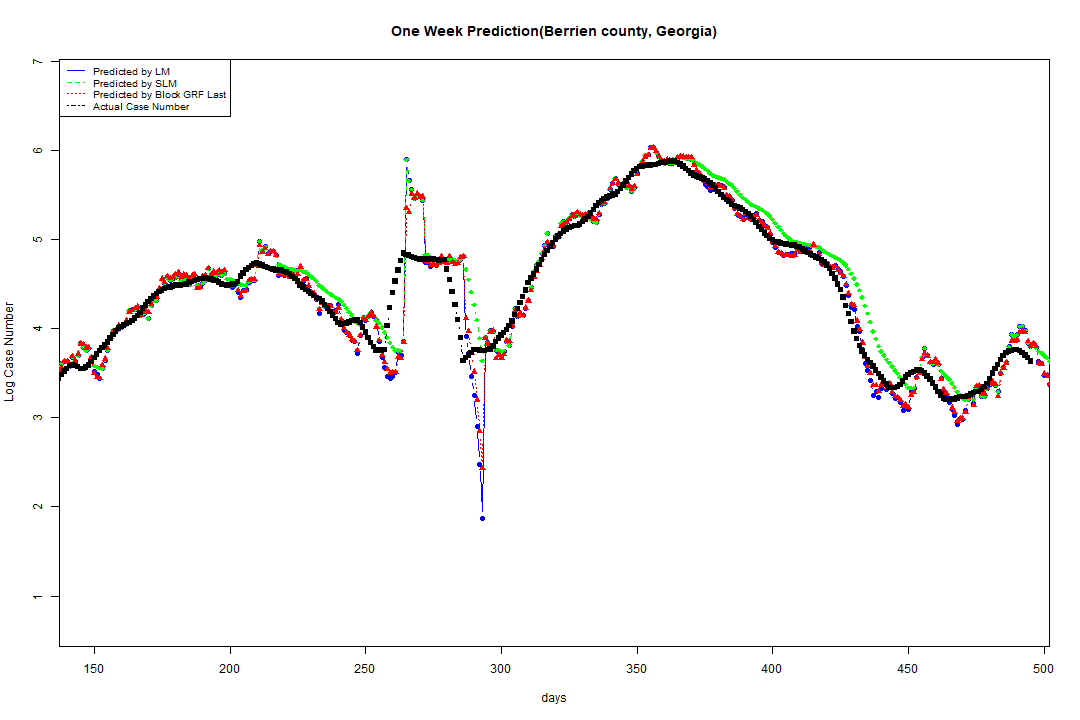 One Week Prediction(Berrien county, Georgia)
Predicted by LM
Predicted by SLM
Predicted by Block GRF Last
Actual Case Number
7
6
5
4
3
2
1
Log Case Number
150 200 250 300 350 400 450 500
days